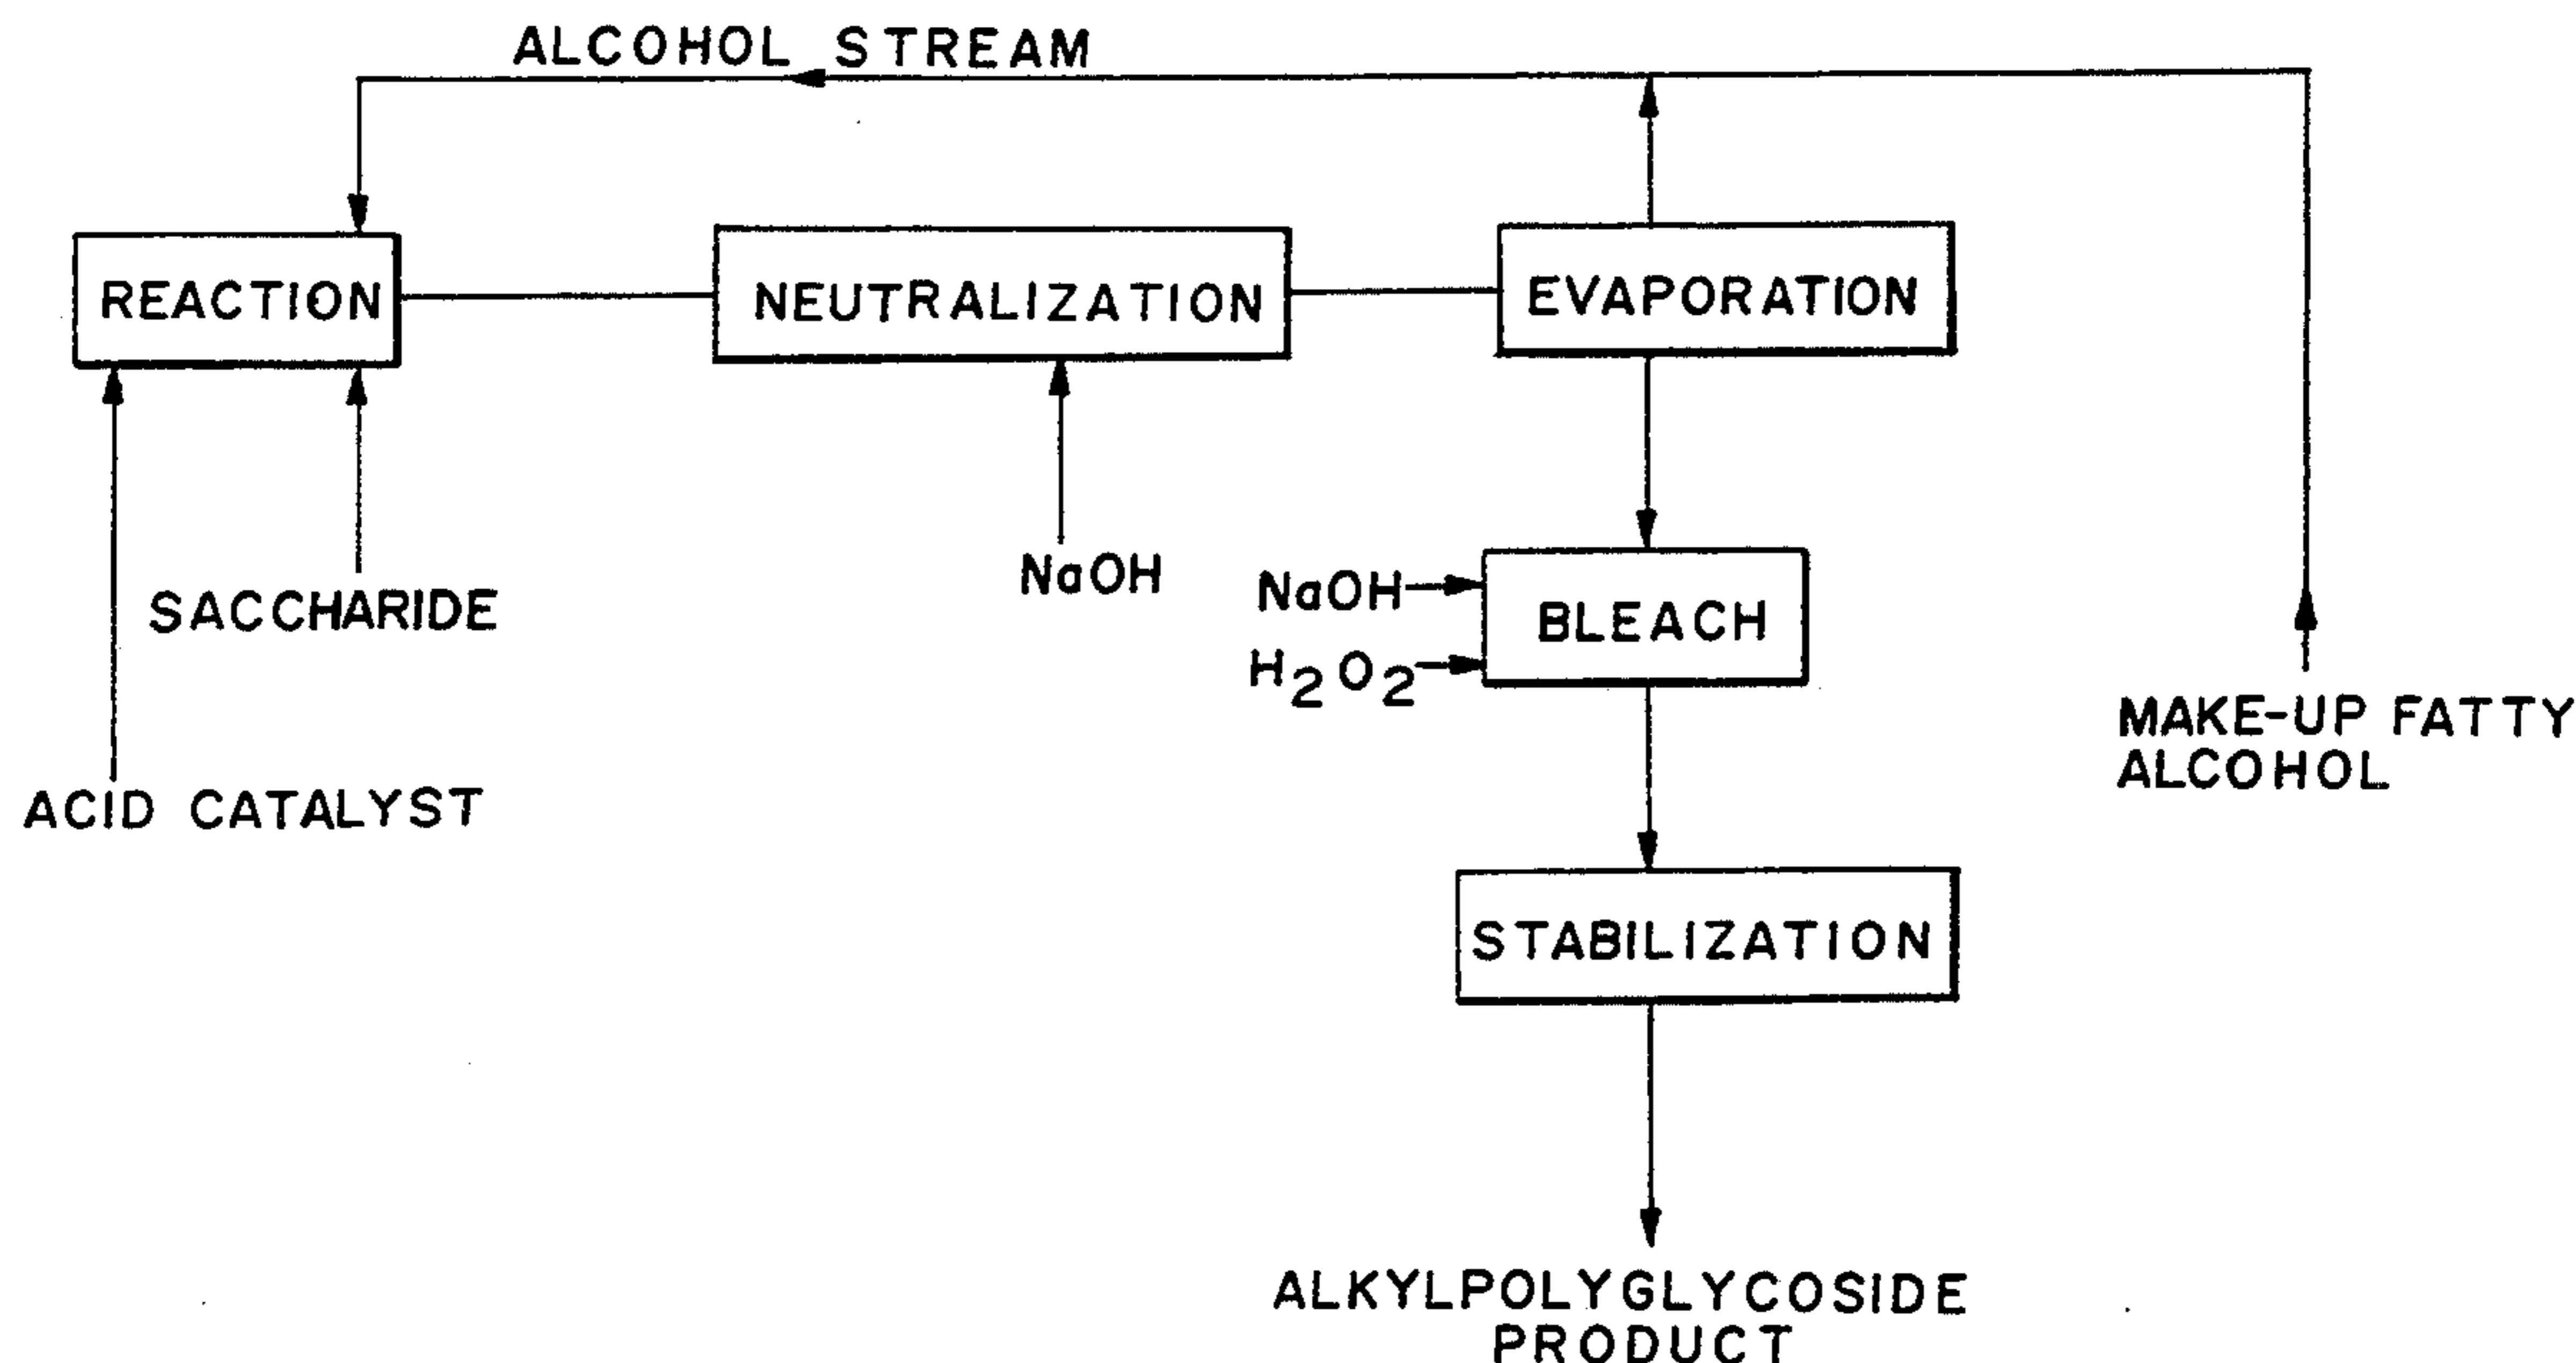 ALCOHOL STREAM
REACTION
NEUTRALIZATION
EVAPORATION
NaOH
SACCHARIDE
NaOH
BLEACH
H2O2
MAKE-UP FATTY
ALCOHOL
ACID CATALYST
STABILIZATION
ALKYLPOLYGLYCOSIDE
PRODUCT